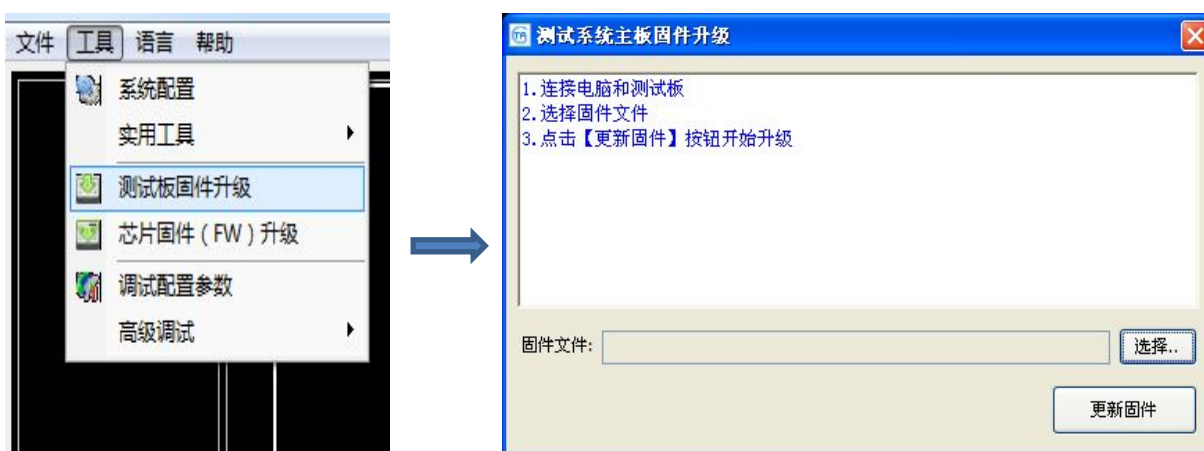 文件 工具 语言 帮助
系统配置
实用工具
测试板固件升级
芯片固件(FW)升级
调试配置参数
高级调试
测试系统主板固件升级
1.连接电脑和测试板
2.选择固件文件
3.点击【更新固件】按钮开始升级
固件文件:
选择..
更新固件